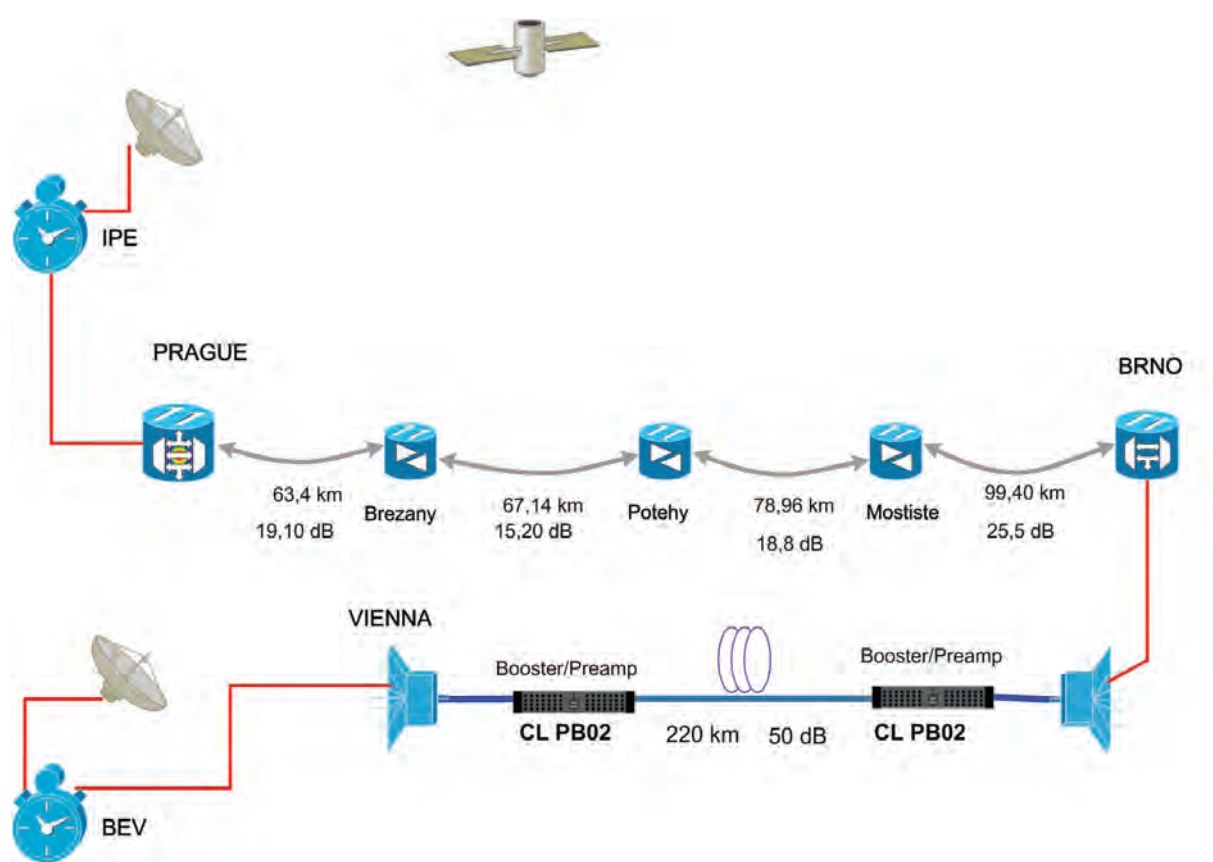 IPE
PRAGUE
BRNO
63,4 km
19,10 dB
Brezany
67,14 km
15,20 dB
Potehy
78,96 km
18,8 dB
Mostiste
99,40 km
25,5 dB
VIENNA
Booster/Preamp
CL PB02
220 km
50 dB
Booster/Preamp
CL PB02
BEV